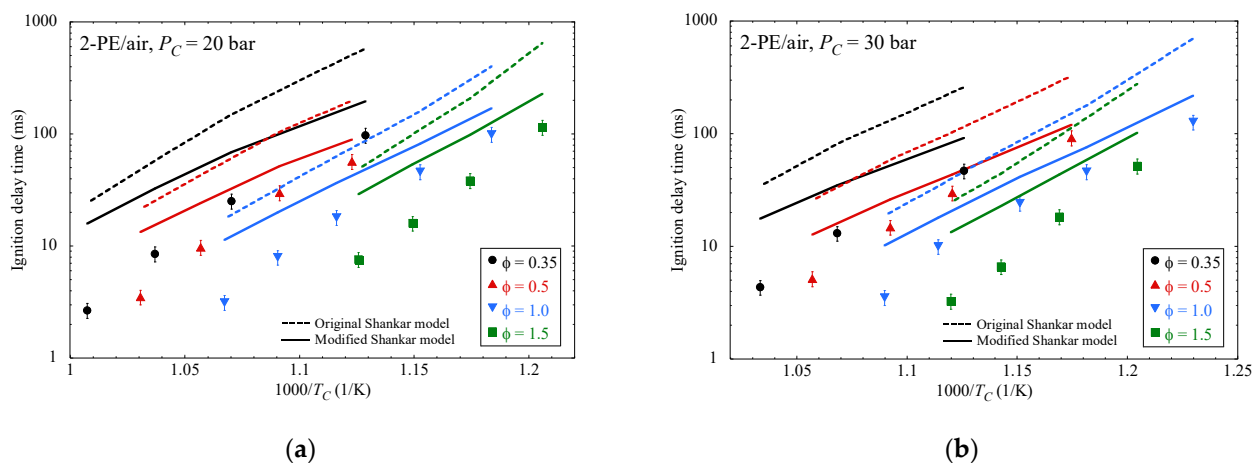 2-PE/air, P_C = 20 bar
Ignition delay time (ms)
1000
100
10
1
ϕ = 0.35
ϕ = 0.5
ϕ = 1.0
ϕ = 1.5
Original Shankar model
Modified Shankar model
1 1.05 1.1 1.15 1.2
1000/T_C (1/K)
(a)
2-PE/air, P_C = 30 bar
Ignition delay time (ms)
1000
100
10
1
ϕ = 0.35
ϕ = 0.5
ϕ = 1.0
ϕ = 1.5
Original Shankar model
Modified Shankar model
1.05 1.1 1.15 1.2 1.25
1000/T_C (1/K)
(b)